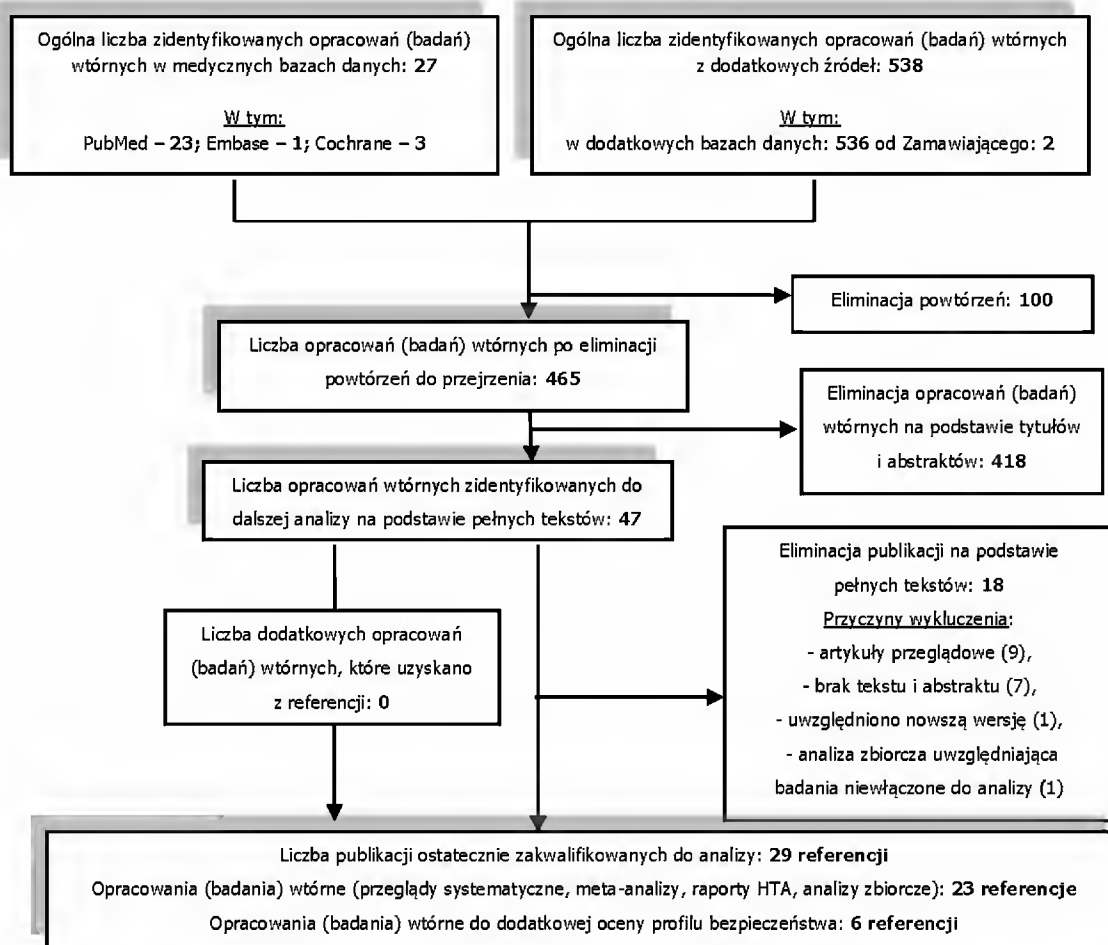 Ogólna liczba zidentyfikowanych opracowań (badań)
wtórnych w medycznych bazach danych: 27
W tym:
PubMed – 23; Embase – 1; Cochrane – 3
Ogólna liczba zidentyfikowanych opracowań (badań) wtórnych
z dodatkowych źródeł: 538
W tym:
w dodatkowych bazach danych: 536 od Zamawiającego: 2
Eliminacja powtórzeń: 100
Liczba opracowań (badań) wtórnych po eliminacji
powtórzeń do przejrzenia: 465
Eliminacja opracowań (badań)
wtórnych na podstawie tytułów
i abstraktów: 418
Liczba opracowań wtórnych zidentyfikowanych do
dalszej analizy na podstawie pełnych tekstów: 47
Eliminacja publikacji na podstawie
pełnych tekstów: 18
Przyczyny wykluczenia:
- artykuły przeglądowe (9),
- brak tekstu i abstraktu (7),
- uwzględniono nowszą wersję (1),
- analiza zbiorcza uwzględniająca
badania niewłączone do analizy (1)
Liczba dodatkowych opracowań
(badań) wtórnych, które uzyskano
z referencji: 0
Liczba publikacji ostatecznie zakwalifikowanych do analizy: 29 referencji
Opracowania (badania) wtórne (przeglądy systematyczne, meta-analizy, raporty HTA, analizy zbiorcze): 23 referencje
Opracowania (badania) wtórne do dodatkowej oceny profilu bezpieczeństwa: 6 referencji